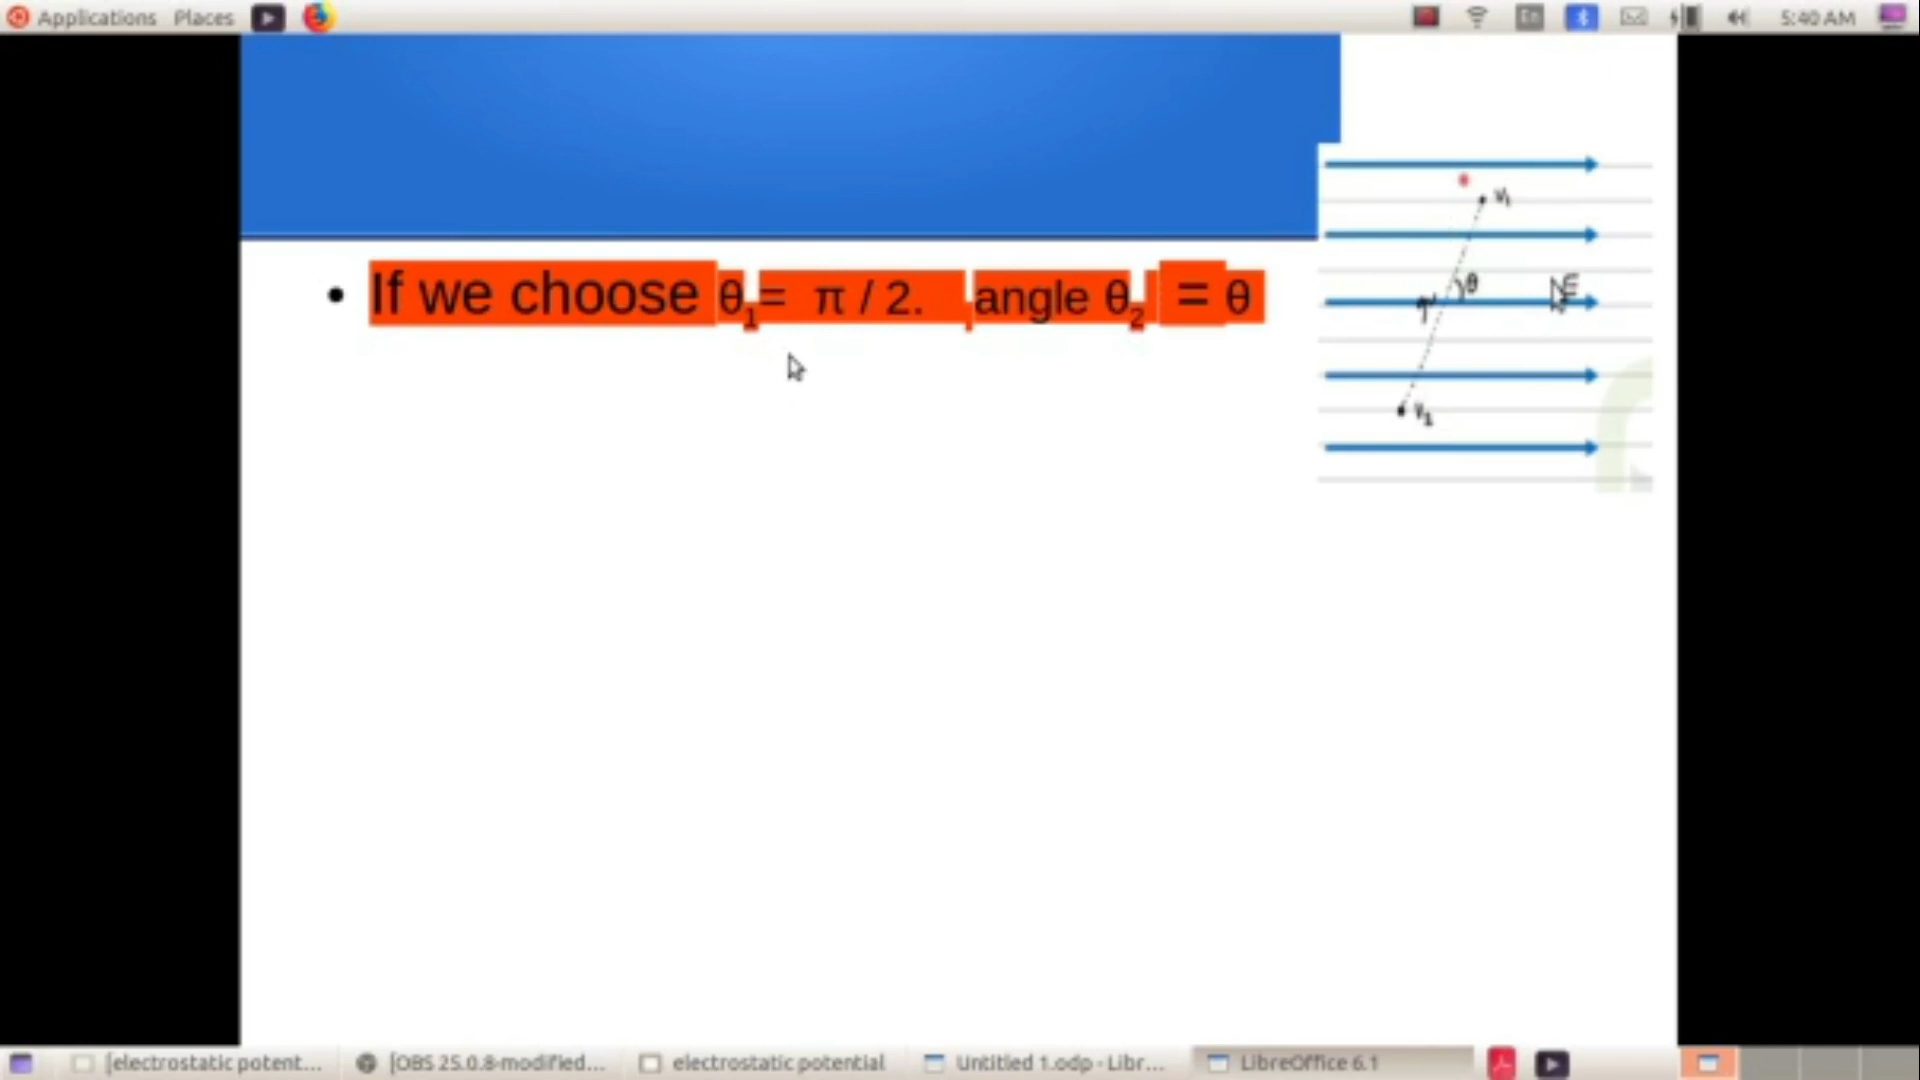 Applications Places
En
5:40 AM
• If we choose θ₁= π / 2. , angle θ₂ = θ
V₁
θ
E
V₂
[electrostatic potent...
[OBS 25.0.8-modified...
electrostatic potential
Untitled 1.odp - Libr...
LibreOffice 6.1